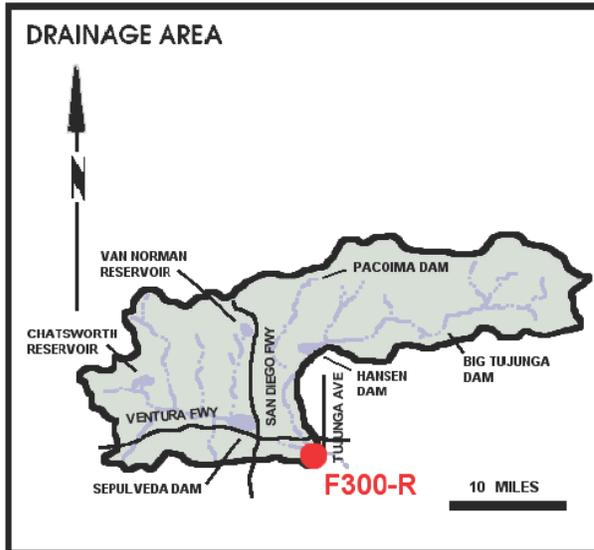 DRAINAGE AREA
N
VAN NORMAN
RESERVOIR
PACOIMA DAM
CHATSWORTH
RESERVOIR
SAN DIEGO FWY
HANSEN
DAM
BIG TUJUNGA
DAM
TUJUNGA AVE
VENTURA FWY
SEPULVEDA DAM
F300-R
10 MILES